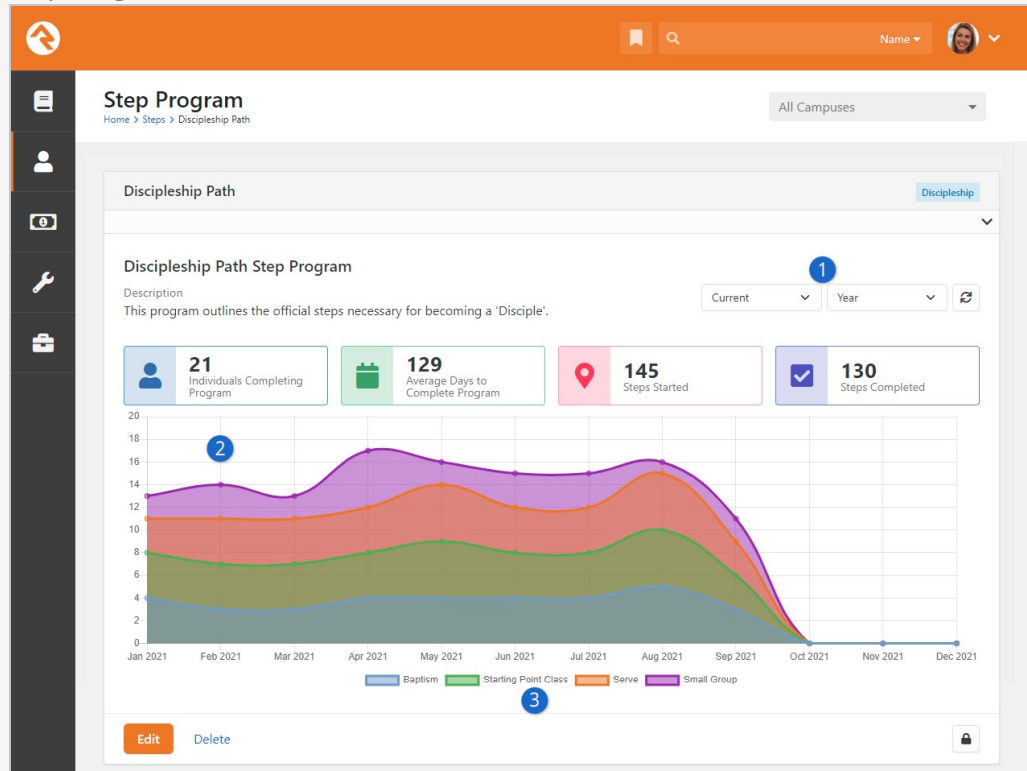 Name
Step Program
Home > Steps > Discipleship Path
All Campuses
Discipleship Path
Discipleship
Discipleship Path Step Program
1
Description
This program outlines the official steps necessary for becoming a 'Disciple'.
Current
Year
21
Individuals Completing
Program
129
Average Days to
Complete Program
145
Steps Started
130
Steps Completed
20
18
16
14
12
10
8
6
4
2
0
2
Jan 2021 Feb 2021 Mar 2021 Apr 2021 May 2021 Jun 2021 Jul 2021 Aug 2021 Sep 2021 Oct 2021 Nov 2021 Dec 2021
Baptism Starting Point Class Serve Small Group
3
Edit Delete